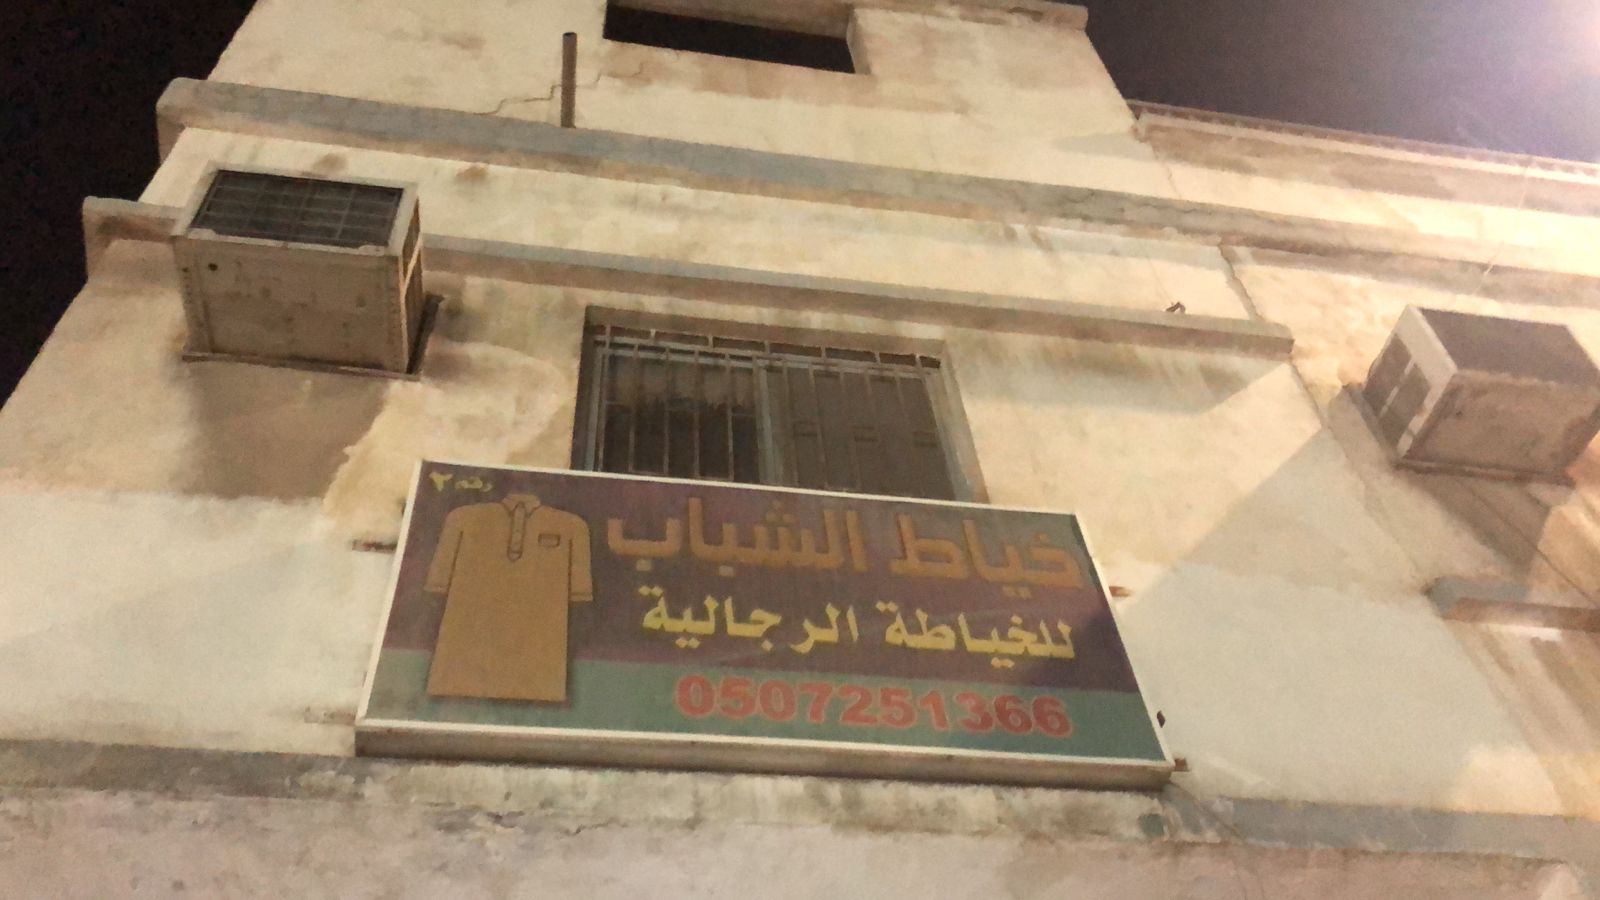 رقم ٢
خياط الشباب
للخياطة الرجالية
0507251366